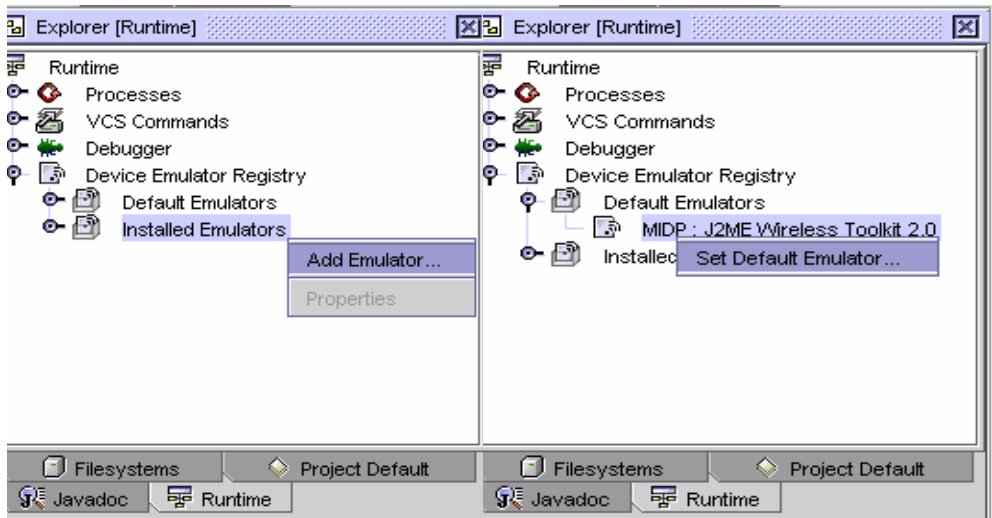 Explorer [Runtime]
Runtime
Processes
VCS Commands
Debugger
Device Emulator Registry
Default Emulators
Installed Emulators
Add Emulator...
Properties
Filesystems
Project Default
Javadoc
Runtime
Explorer [Runtime]
Runtime
Processes
VCS Commands
Debugger
Device Emulator Registry
Default Emulators
MIDP : J2ME Wireless Toolkit 2.0
Set Default Emulator...
Filesystems
Project Default
Javadoc
Runtime